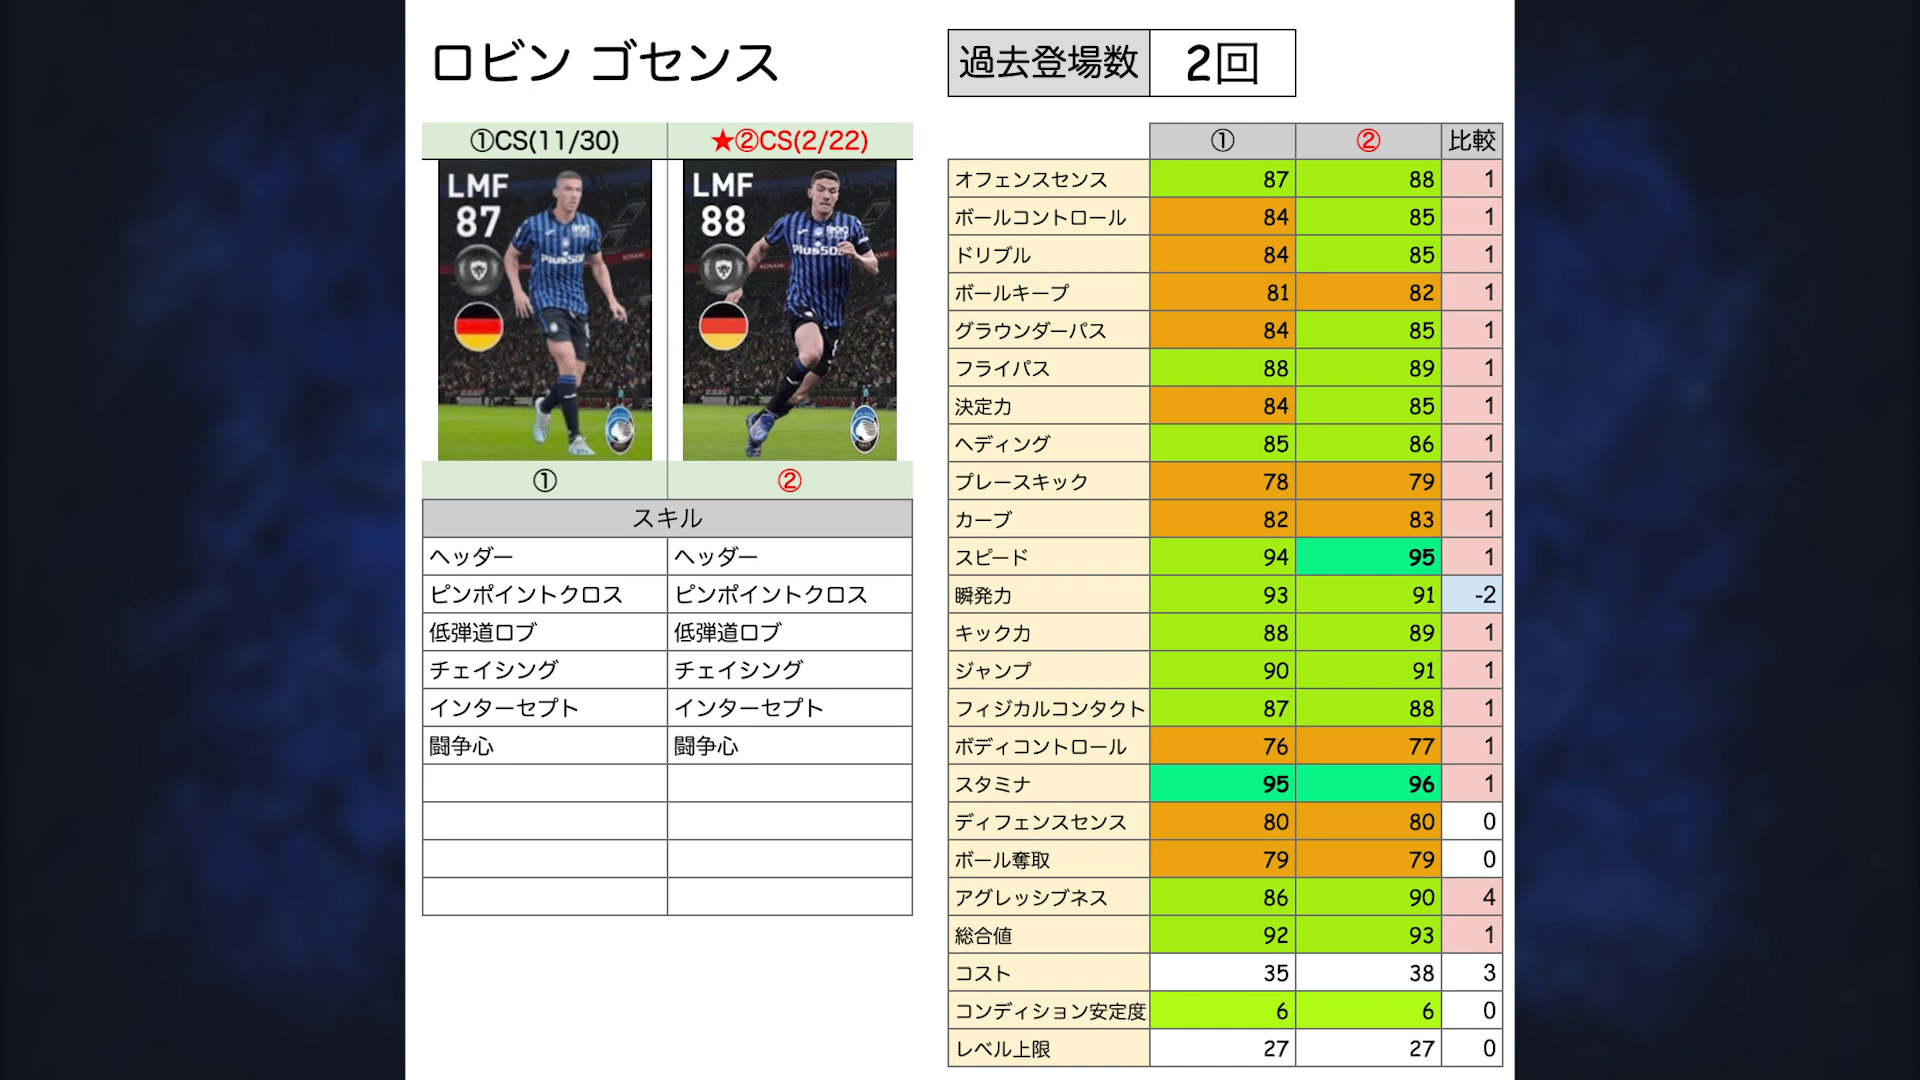 ロビン ゴセンス
過去登場数 2回
①CS(11/30) ★②CS(2/22)
LMF
87
Plus500
KONAMI
LMF
88
Plus500
KONAMI
① ②
スキル
ヘッダー ヘッダー
ピンポイントクロス ピンポイントクロス
低弾道ロブ 低弾道ロブ
チェイシング チェイシング
インターセプト インターセプト
闘争心 闘争心
① ② 比較
オフェンスセンス 87 88 1
ボールコントロール 84 85 1
ドリブル 84 85 1
ボールキープ 81 82 1
グラウンダーパス 84 85 1
フライパス 88 89 1
決定力 84 85 1
ヘディング 85 86 1
プレースキック 78 79 1
カーブ 82 83 1
スピード 94 95 1
瞬発力 93 91 -2
キック力 88 89 1
ジャンプ 90 91 1
フィジカルコンタクト 87 88 1
ボディコントロール 76 77 1
スタミナ 95 96 1
ディフェンスセンス 80 80 0
ボール奪取 79 79 0
アグレッシブネス 86 90 4
総合値 92 93 1
コスト 35 38 3
コンディション安定度 6 6 0
レベル上限 27 27 0